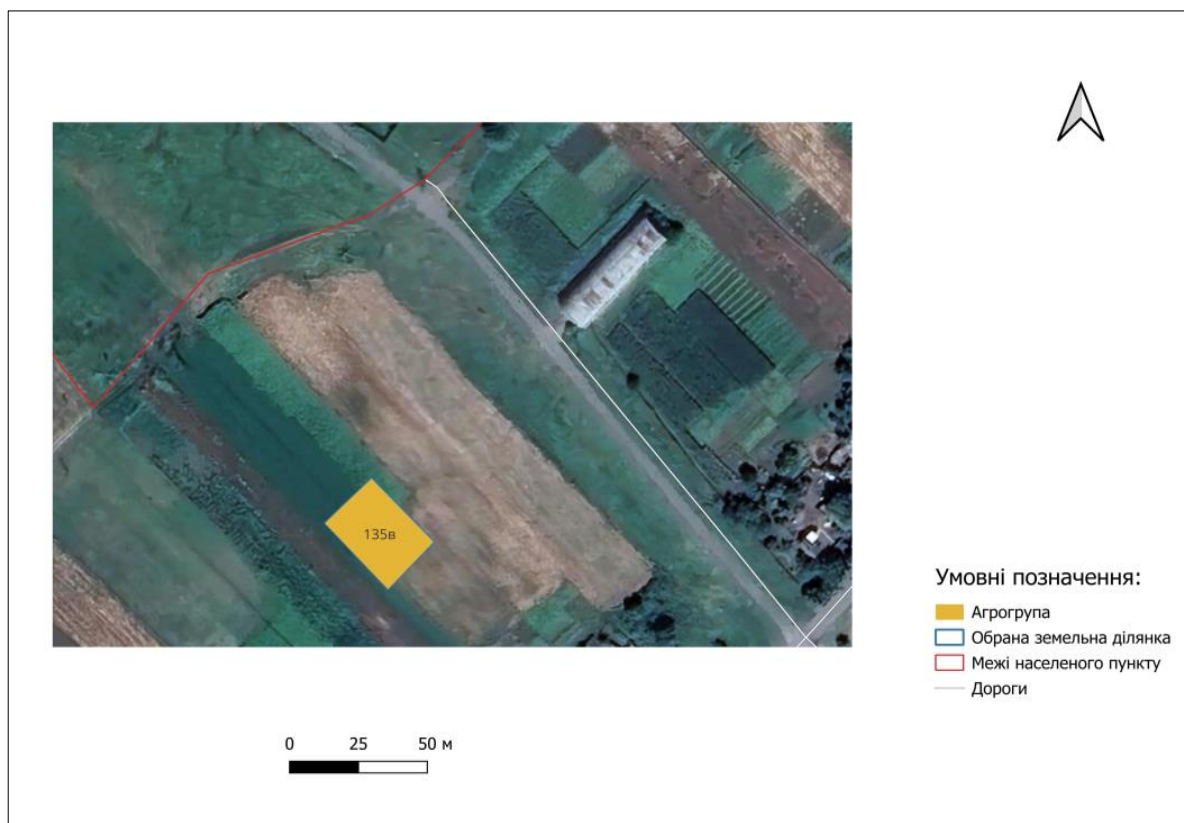 135в
Умовні позначення:
Агрогрупа
Обрана земельна ділянка
Межі населеного пункту
Дороги
0 25 50 м